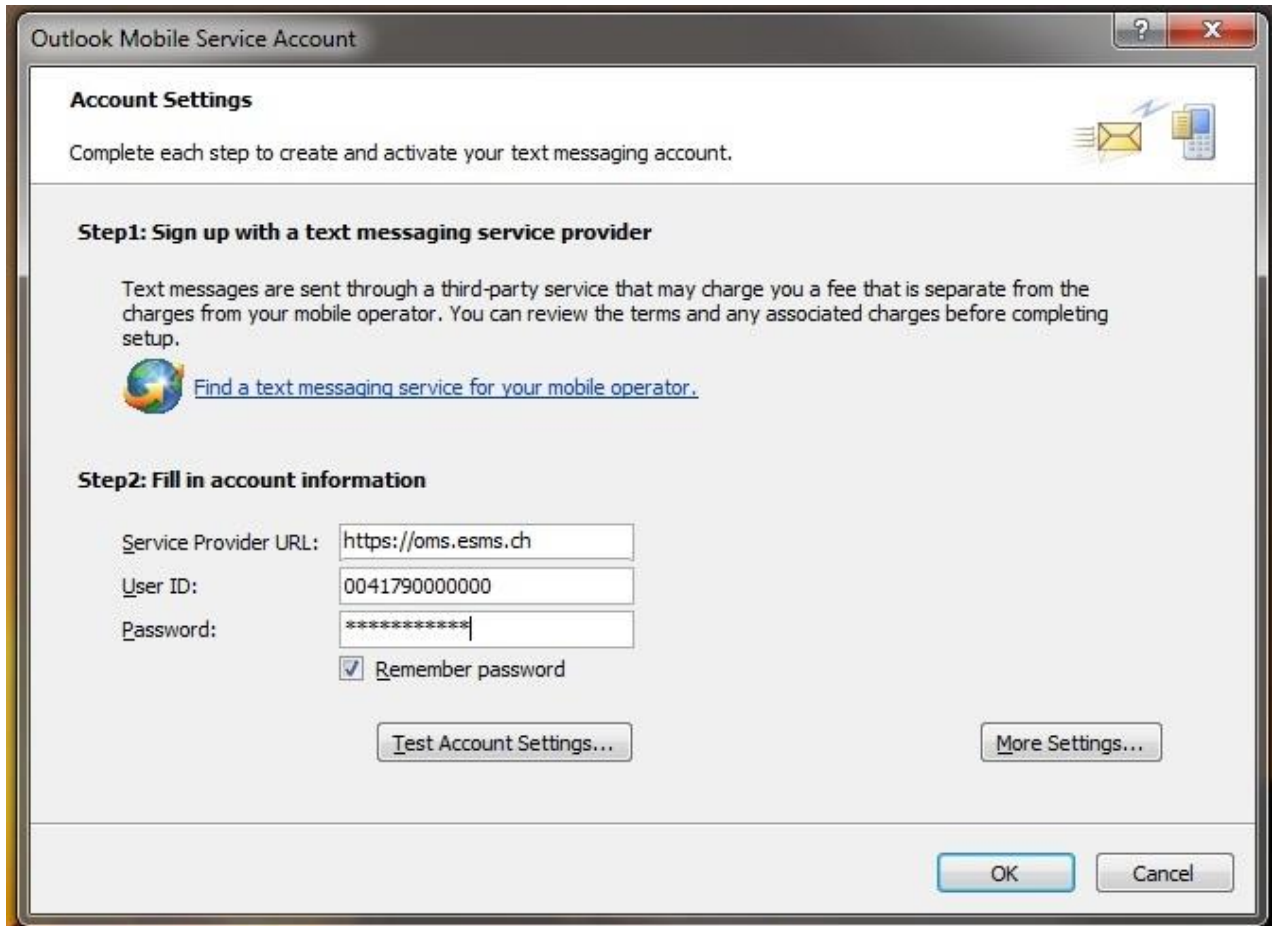 Outlook Mobile Service Account
?
X
Account Settings
Complete each step to create and activate your text messaging account.
Step1: Sign up with a text messaging service provider
Text messages are sent through a third-party service that may charge you a fee that is separate from the
charges from your mobile operator. You can review the terms and any associated charges before completing
setup.
Find a text messaging service for your mobile operator.
Step2: Fill in account information
Service Provider URL: https://oms.esms.ch
User ID: 0041790000000
Password: ***********
Remember password
Test Account Settings... More Settings...
OK Cancel